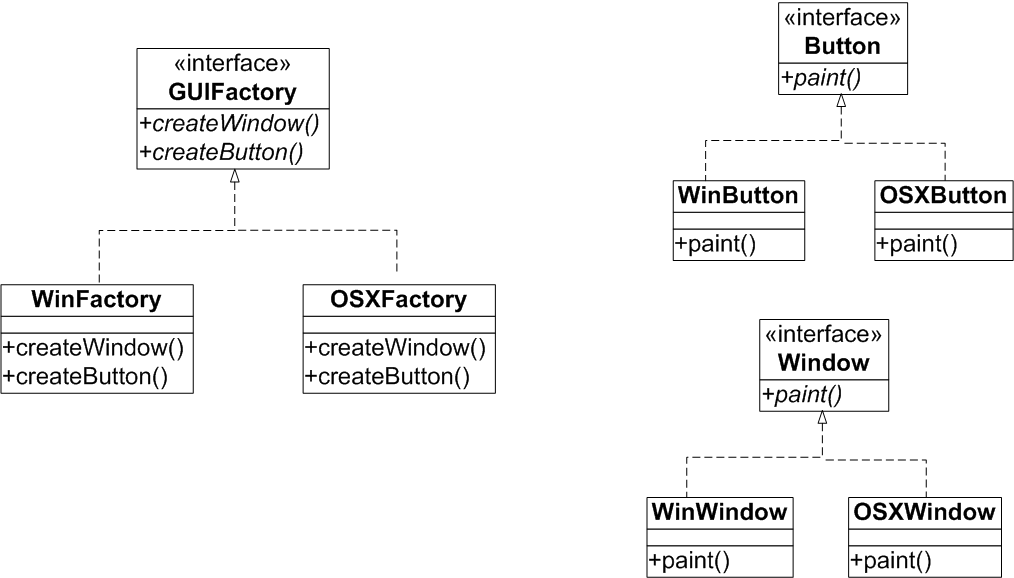 «interface»
GUIFactory
+createWindow()
+createButton()
WinFactory
+createWindow()
+createButton()
OSXFactory
+createWindow()
+createButton()
«interface»
Button
+paint()
WinButton
+paint()
OSXButton
+paint()
«interface»
Window
+paint()
WinWindow
+paint()
OSXWindow
+paint()